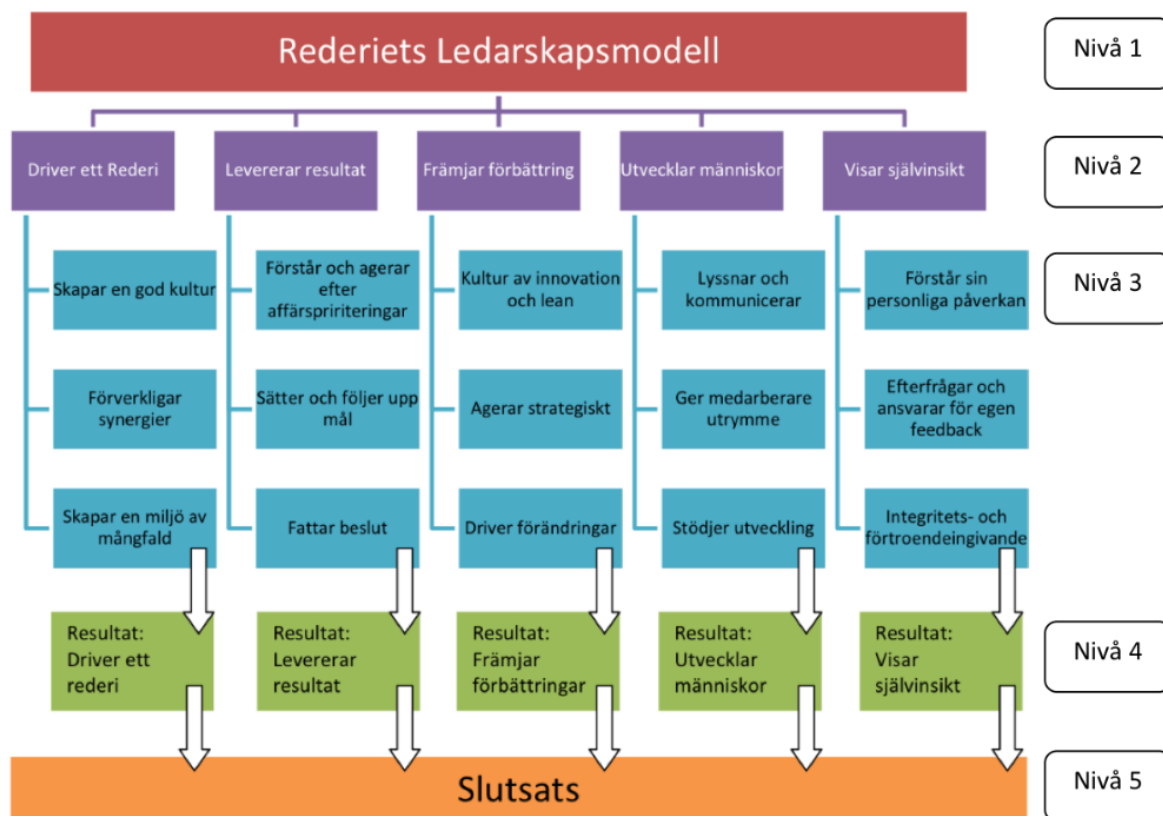 Rederiets Ledarskapsmodell
Nivå 1
Driver ett Rederi
Levererar resultat
Främjar förbättring
Utvecklar människor
Visar självinsikt
Nivå 2
Skapar en god kultur
Förstår och agerar
efter
affärspririteringar
Kultur av innovation
och lean
Lyssnar och
kommunicerar
Förstår sin
personliga påverkan
Nivå 3
Förverkligar
synergier
Sätter och följer upp
mål
Agerar strategiskt
Ger medarberare
utrymme
Efterfrågar och
ansvarar för egen
feedback
Skapar en miljö av
mångfald
Fattar beslut
Driver förändringar
Stödjer utveckling
Integritets- och
förtroendeingivande
Resultat:
Driver ett
rederi
Resultat:
Levererar
resultat
Resultat:
Främjar
förbättringar
Resultat:
Utvecklar
människor
Resultat:
Visar
självinsikt
Nivå 4
Slutsats
Nivå 5